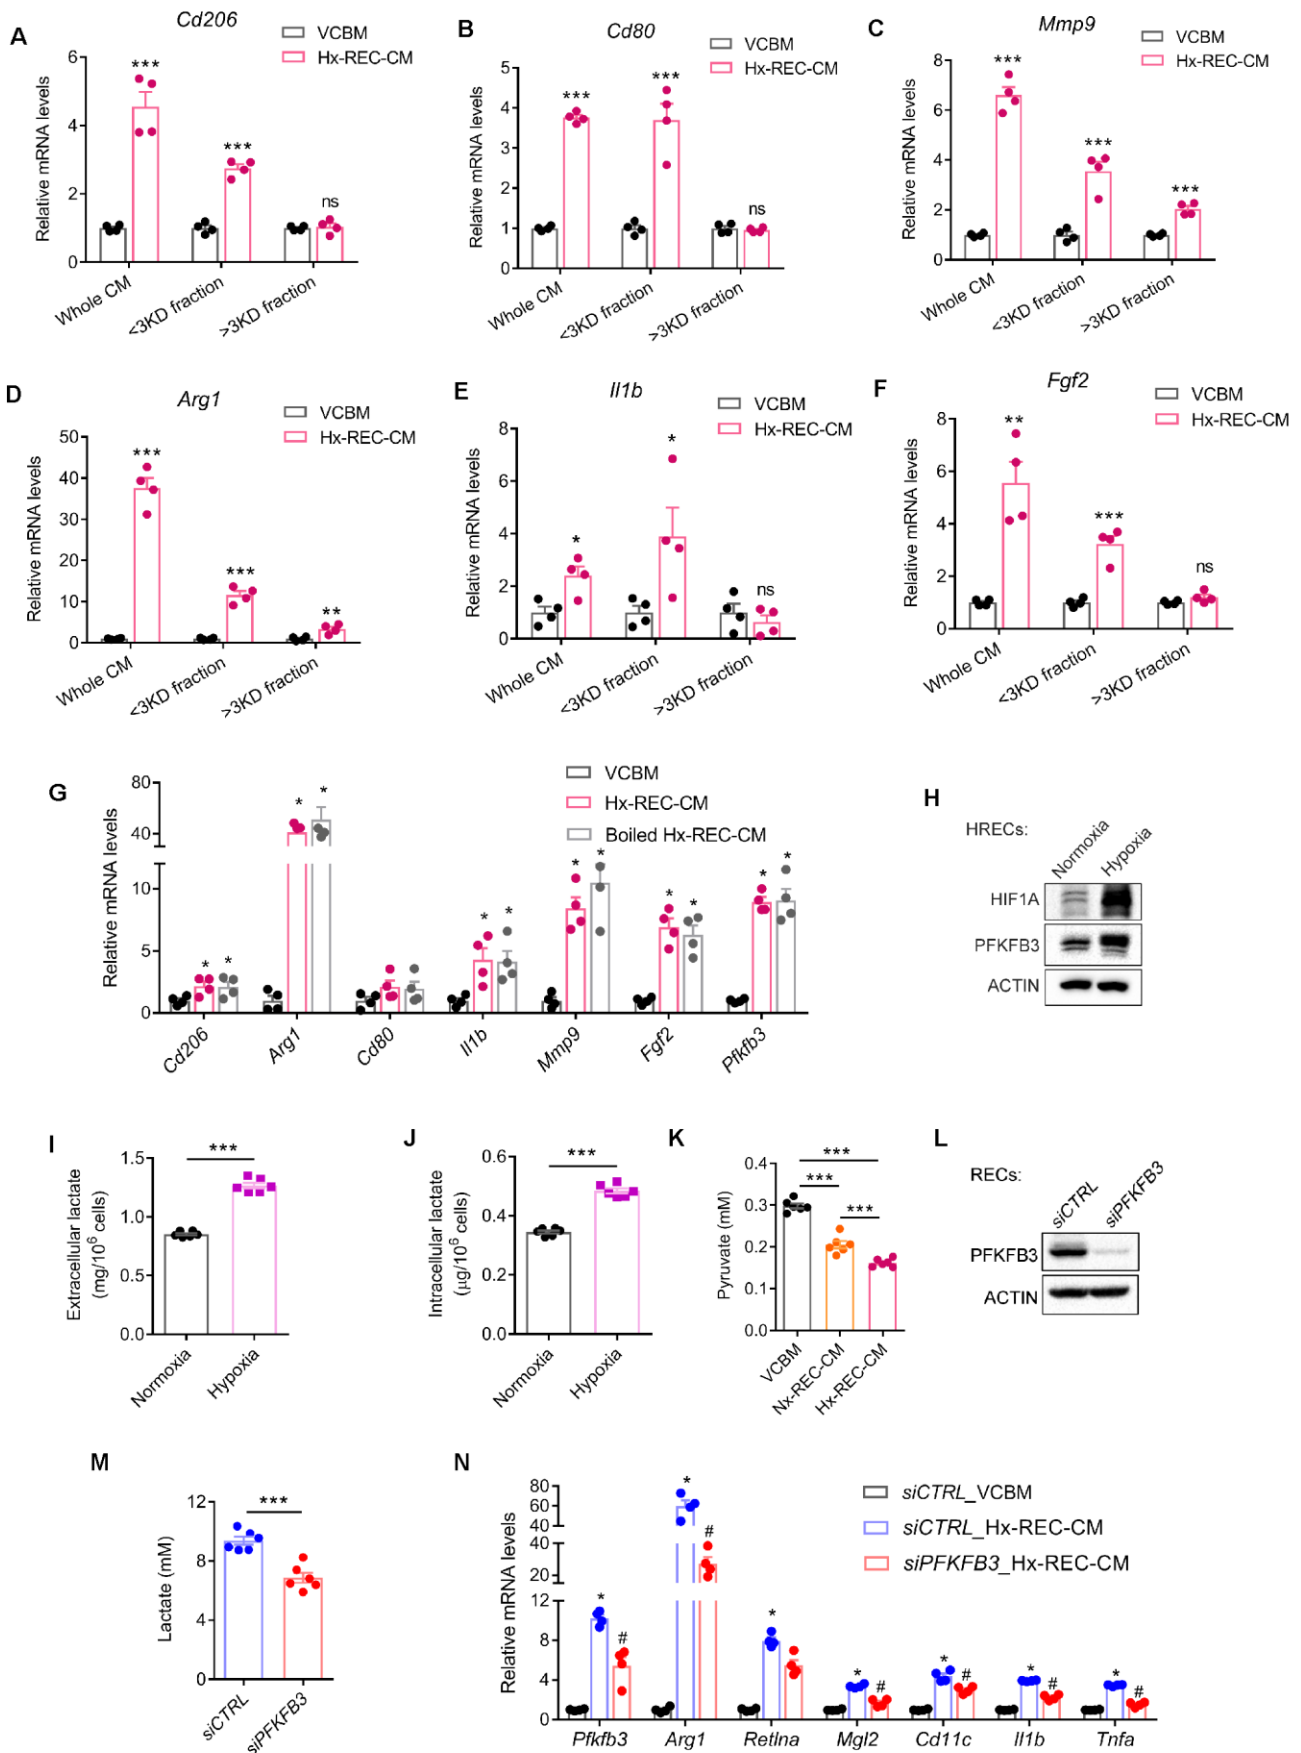 A
Cd206
VCBM
Hx-REC-CM
Relative mRNA levels
6
4
2
0
***
***
ns
Whole CM
<3KD fraction
>3KD fraction
B
Cd80
VCBM
Hx-REC-CM
Relative mRNA levels
5
4
3
2
1
0
***
***
ns
Whole CM
<3KD fraction
>3KD fraction
C
Mmp9
VCBM
Hx-REC-CM
Relative mRNA levels
8
6
4
2
0
***
***
***
Whole CM
<3KD fraction
>3KD fraction
D
Arg1
VCBM
Hx-REC-CM
Relative mRNA levels
50
40
30
20
10
0
***
***
**
Whole CM
<3KD fraction
>3KD fraction
E
Il1b
VCBM
Hx-REC-CM
Relative mRNA levels
8
6
4
2
0
*
*
ns
Whole CM
<3KD fraction
>3KD fraction
F
Fgf2
VCBM
Hx-REC-CM
Relative mRNA levels
8
6
4
2
0
**
***
ns
Whole CM
<3KD fraction
>3KD fraction
G
VCBM
Hx-REC-CM
Boiled Hx-REC-CM
Relative mRNA levels
80
40
10
5
0
* *
* *
* *
* *
* *
* *
Cd206
Arg1
Cd80
Il1b
Mmp9
Fgf2
Pfkfb3
H
HRECs:
Normoxia
Hypoxia
HIF1A
PFKFB3
ACTIN
I
Extracellular lactate
(mg/10⁶ cells)
1.5
1.0
0.5
0.0
***
Normoxia
Hypoxia
J
Intracellular lactate
(µg/10⁶ cells)
0.6
0.4
0.2
0.0
***
Normoxia
Hypoxia
K
Pyruvate (mM)
0.4
0.3
0.2
0.1
0.0
***
***
***
VCBM
Nx-REC-CM
Hx-REC-CM
L
RECs:
siCTRL
siPFKFB3
PFKFB3
ACTIN
M
Lactate (mM)
12
8
4
0
***
siCTRL
siPFKFB3
N
siCTRL_VCBM
siCTRL_Hx-REC-CM
siPFKFB3_Hx-REC-CM
Relative mRNA levels
80
60
40
40
20
12
8
4
0
* #
* #
*
* #
* #
* #
* #
Pfkfb3
Arg1
Retlna
Mgl2
Cd11c
Il1b
Tnfa